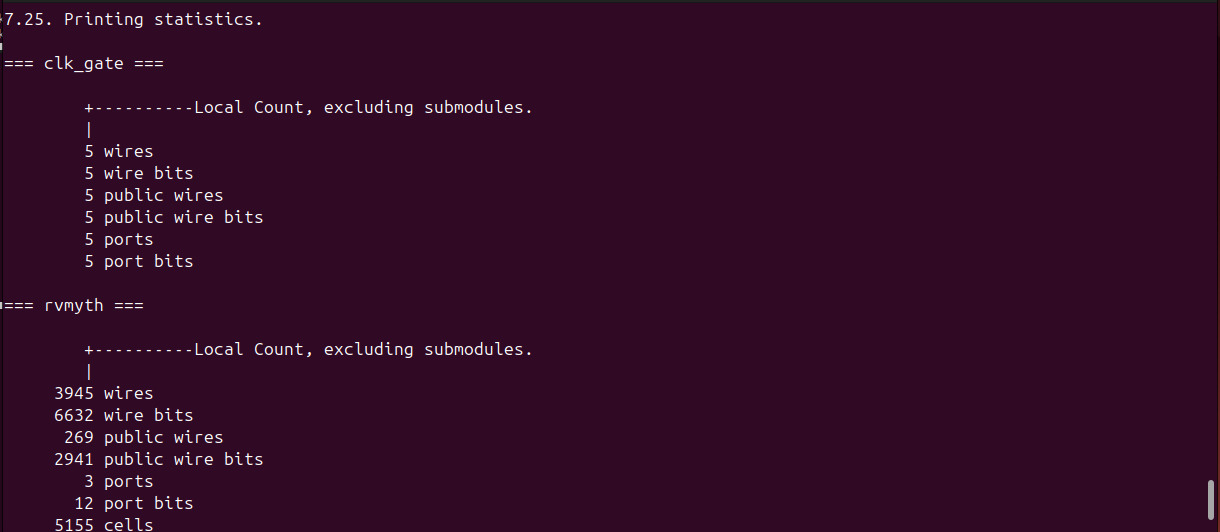 7.25. Printing statistics.
=== clk_gate ===
+----------Local Count, excluding submodules.
|
5 wires
5 wire bits
5 public wires
5 public wire bits
5 ports
5 port bits
=== rvmyth ===
+----------Local Count, excluding submodules.
|
3945 wires
6632 wire bits
269 public wires
2941 public wire bits
3 ports
12 port bits
5155 cells